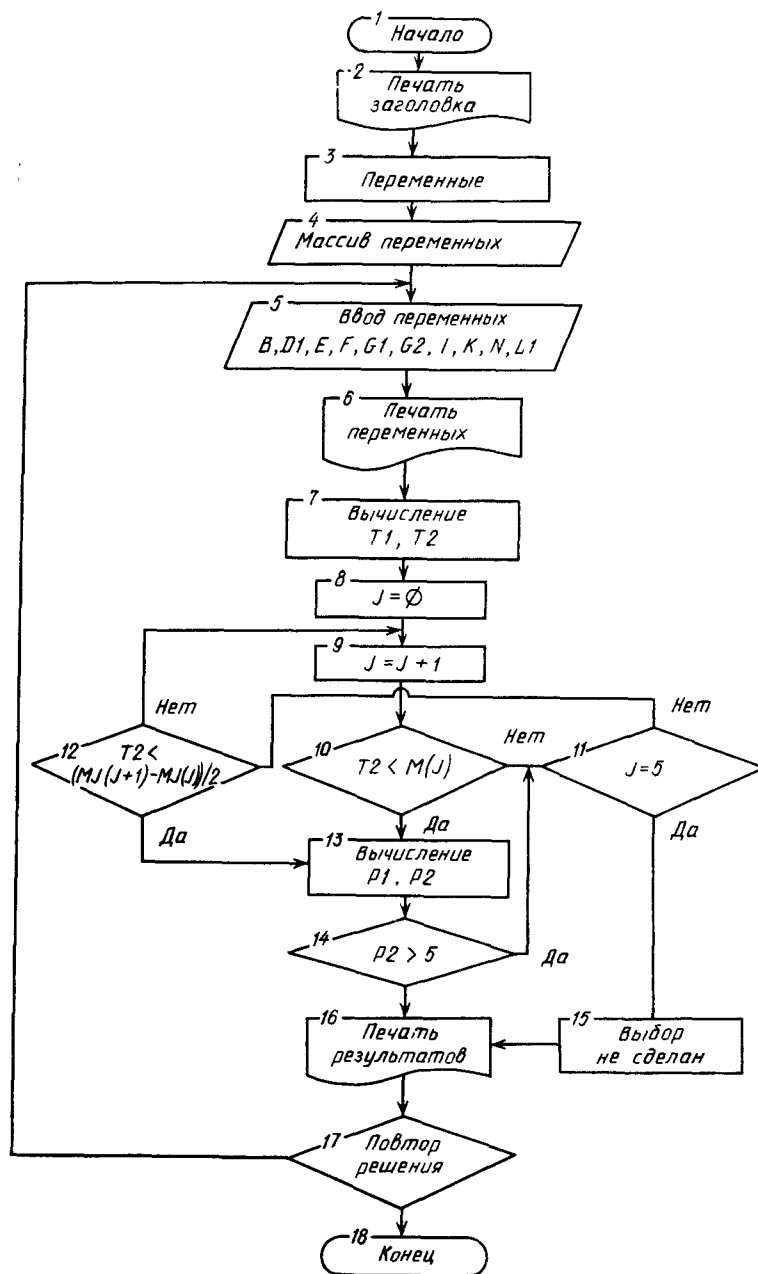 1
Начало
2
Печать
заголовка
3
Переменные
4
Массив переменных
5
Ввод переменных
B, D1, E, F, G1, G2, I, K, N, L1
6
Печать
переменных
7
Вычисление
T1, T2
8
J = Ø
9
J = J + 1
Нет
12
T2 <
(MJ(J+1)-MJ(J))/2
Да
10
T2 < M(J)
Нет
Да
11
J = 5
Нет
Да
13
Вычисление
P1, P2
14
P2 > 5
Да
15
Выбор
не сделан
16
Печать
результатов
17
Повтор
решения
18
Конец